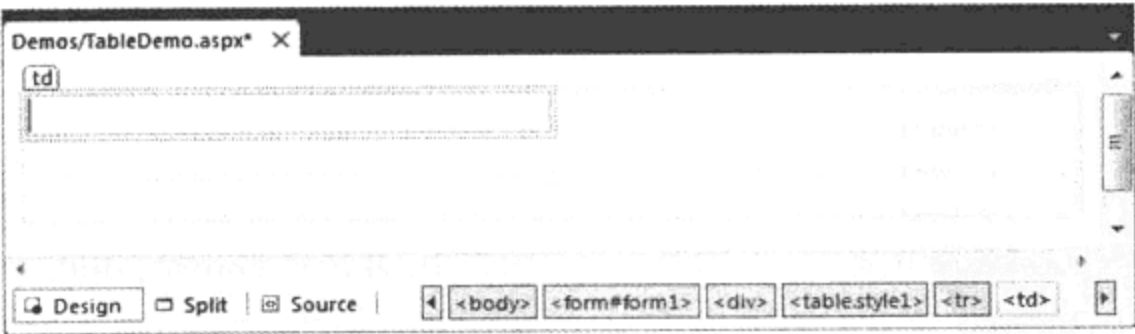 Demos/TableDemo.aspx*
td
Design Split Source <body> <form#form1> <div> <table.style1> <tr> <td>